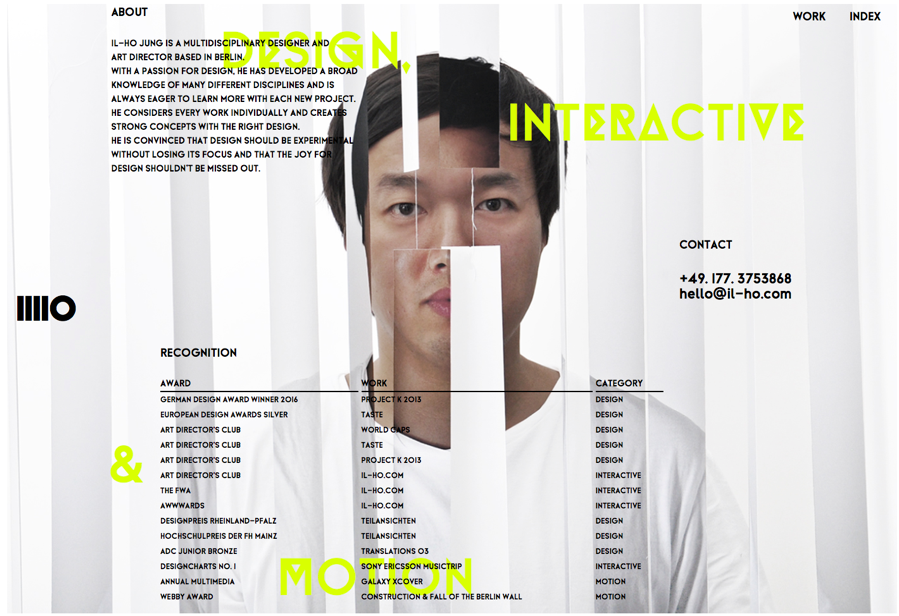 ABOUT
WORK INDEX
DESIGN,
IL-HO JUNG IS A MULTIDISCIPLINARY DESIGNER AND
ART DIRECTOR BASED IN BERLIN.
WITH A PASSION FOR DESIGN, HE HAS DEVELOPED A BROAD
KNOWLEDGE OF MANY DIFFERENT DISCIPLINES AND IS
ALWAYS EAGER TO LEARN MORE WITH EACH NEW PROJECT.
HE CONSIDERS EVERY WORK INDIVIDUALLY AND CREATES
STRONG CONCEPTS WITH THE RIGHT DESIGN.
HE IS CONVINCED THAT DESIGN SHOULD BE EXPERIMENTAL
WITHOUT LOSING ITS FOCUS AND THAT THE JOY FOR
DESIGN SHOULDN'T BE MISSED OUT.
INTERACTIVE
CONTACT
+49. 177. 3753868
hello@il-ho.com
IIIIO
RECOGNITION
AWARD WORK CATEGORY
GERMAN DESIGN AWARD WINNER 2016 PROJECT K 2013 DESIGN
EUROPEAN DESIGN AWARDS SILVER TASTE DESIGN
ART DIRECTOR'S CLUB WORLD CAPS DESIGN
ART DIRECTOR'S CLUB TASTE DESIGN
ART DIRECTOR'S CLUB PROJECT K 2013 DESIGN
ART DIRECTOR'S CLUB IL-HO.COM INTERACTIVE
&
THE FWA IL-HO.COM INTERACTIVE
AWWWARDS IL-HO.COM INTERACTIVE
DESIGNPREIS RHEINLAND-PFALZ TEILANSICHTEN DESIGN
HOCHSCHULPREIS DER FH MAINZ TEILANSICHTEN DESIGN
ADC JUNIOR BRONZE TRANSLATIONS 03 DESIGN
DESIGNCHARTS NO. 1 SONY ERICSSON MUSICTRIP INTERACTIVE
MOTION
ANNUAL MULTIMEDIA GALAXY XCOVER MOTION
WEBBY AWARD CONSTRUCTION & FALL OF THE BERLIN WALL MOTION